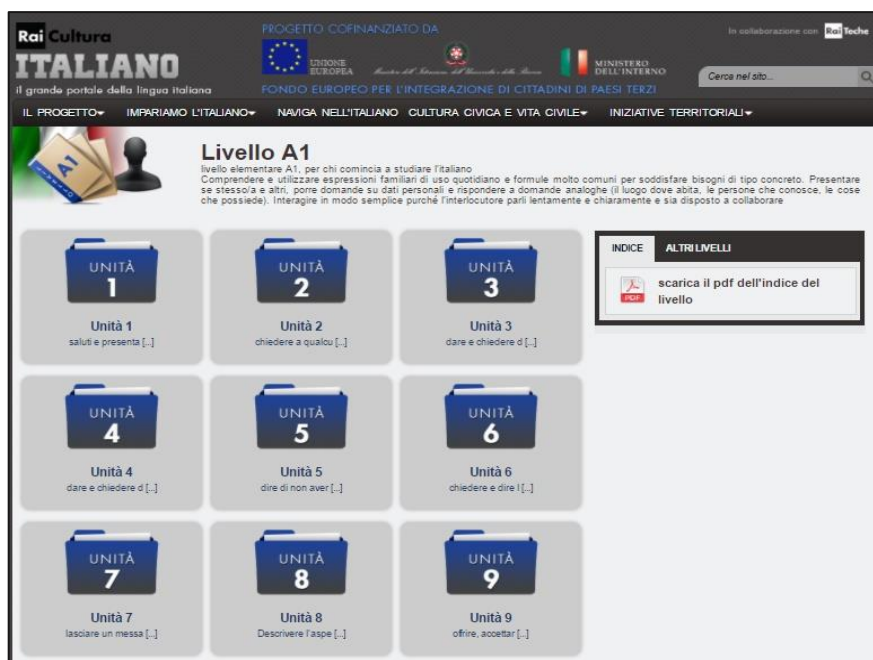 Rai Cultura
ITALIANO
il grande portale della lingua italiana
PROGETTO COFINANZIATO DA
UNIONE
EUROPEA
MINISTERO
DELL'INTERNO
FONDO EUROPEO PER L'INTEGRAZIONE DI CITTADINI DI PAESI TERZI
In collaborazione con Rai Teche
Cerca nel sito...
IL PROGETTO IMPARIAMO L'ITALIANO NAVIGA NELL'ITALIANO CULTURA CIVICA E VITA CIVILE INIZIATIVE TERRITORIALI
A1
Livello A1
livello elementare A1, per chi comincia a studiare l'italiano
Comprendere e utilizzare espressioni familiari di uso quotidiano e formule molto comuni per soddisfare bisogni di tipo concreto. Presentare
se stesso/a e altri, porre domande su dati personali e rispondere a domande analoghe (il luogo dove abita, le persone che conosce, le cose
che possiede). Interagire in modo semplice purché l'interlocutore parli lentamente e chiaramente e sia disposto a collaborare
UNITÀ
1
Unità 1
saluti e presenta [...]
UNITÀ
2
Unità 2
chiedere a qualcu [...]
UNITÀ
3
Unità 3
dare e chiedere d [...]
INDICE ALTRI LIVELLI
PDF
scarica il pdf dell'indice del
livello
UNITÀ
4
Unità 4
dare e chiedere d [...]
UNITÀ
5
Unità 5
dire di non aver [...]
UNITÀ
6
Unità 6
chiedere e dire l [...]
UNITÀ
7
Unità 7
lasciare un messa [...]
UNITÀ
8
Unità 8
Descrivere l'aspe [...]
UNITÀ
9
Unità 9
offrire, accettar [...]